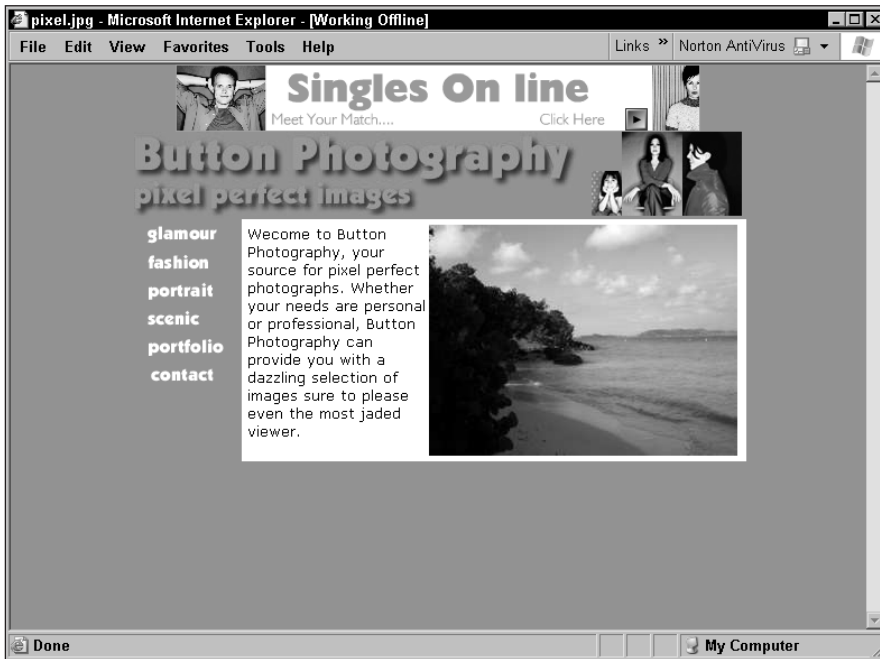 pixel.jpg - Microsoft Internet Explorer - [Working Offline]
File Edit View Favorites Tools Help Links » Norton AntiVirus
Singles On line
Meet Your Match.... Click Here
Button Photography
pixel perfect images
glamour
fashion
portrait
scenic
portfolio
contact
Wecome to Button
Photography, your
source for pixel perfect
photographs. Whether
your needs are personal
or professional, Button
Photography can
provide you with a
dazzling selection of
images sure to please
even the most jaded
viewer.
Done My Computer